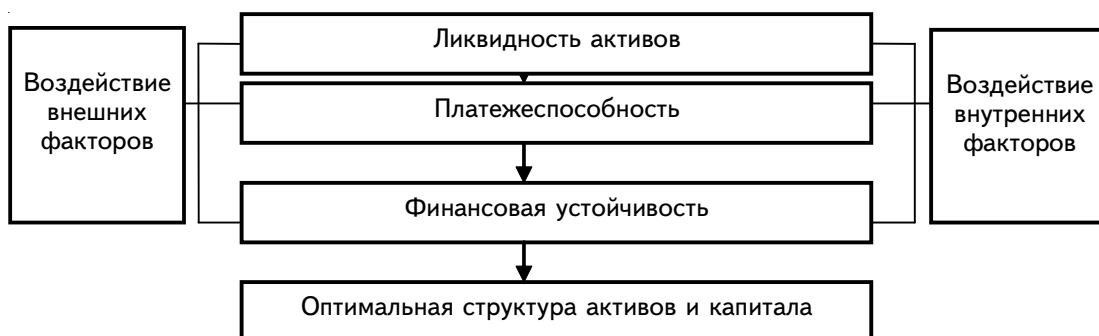 Ликвидность активов
Воздействие
внешних
факторов
Платежеспособность
Воздействие
внутренних
факторов
Финансовая устойчивость
Оптимальная структура активов и капитала